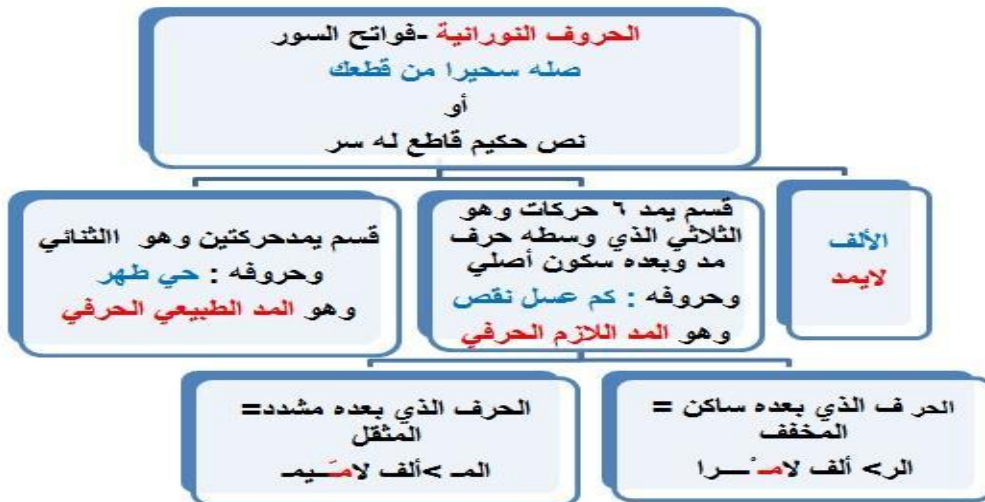 الحروف النورانية -فواتح السور
صله سحيرا من قطعك
أو
نص حكيم قاطع له سر
الألف
لايمد
قسم يمد ٦ حركات وهو
الثلاثي الذي وسطه حرف
مد وبعده سكون أصلي
وحروفه : كم عسل نقص
وهو المد اللازم الحرفي
قسم يمدحركتين وهو االثنائي
وحروفه : حي طهر
وهو المد الطبيعي الحرفي
الحر ف الذي بعده ساكن =
المخفف
الر> ألف لامـْ ـــرا
الحرف الذي بعده مشدد=
المثقل
المـ >ألف لامـَـيمـ